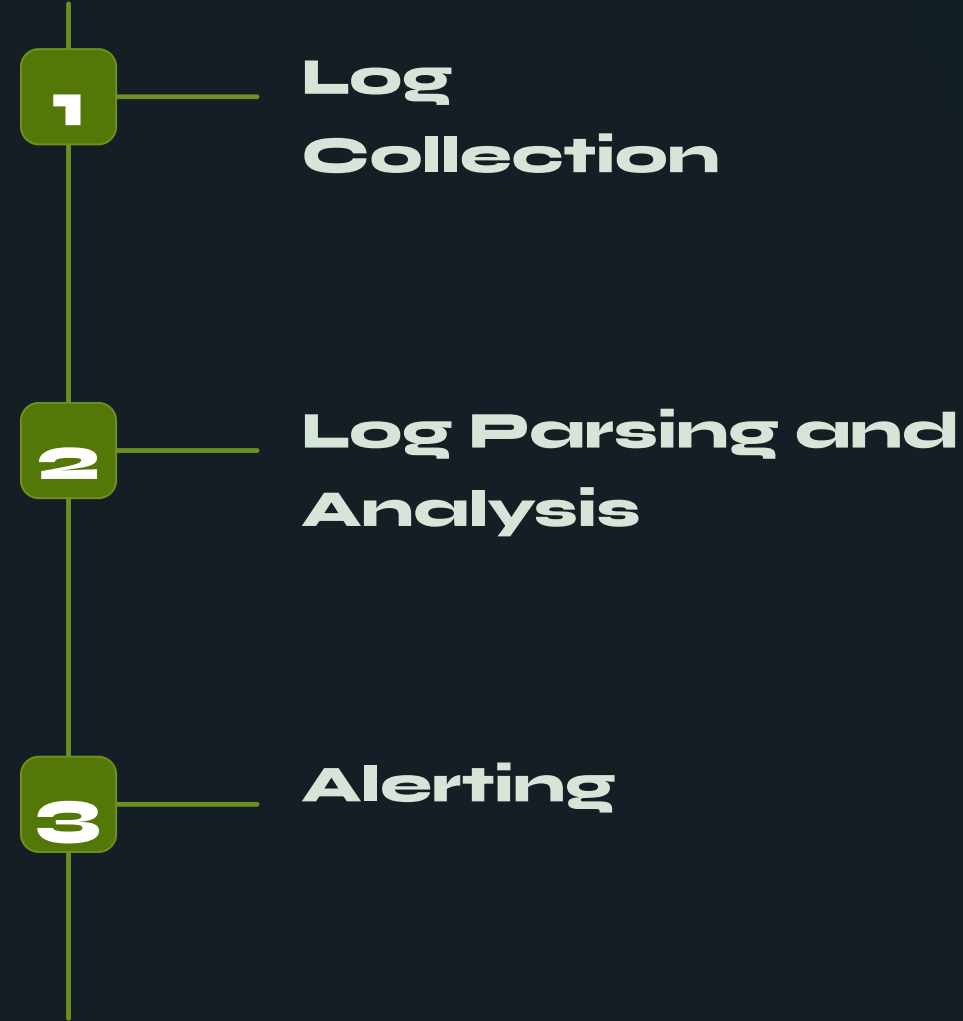 1
Log
Collection
2
Log Parsing and
Analysis
3
Alerting